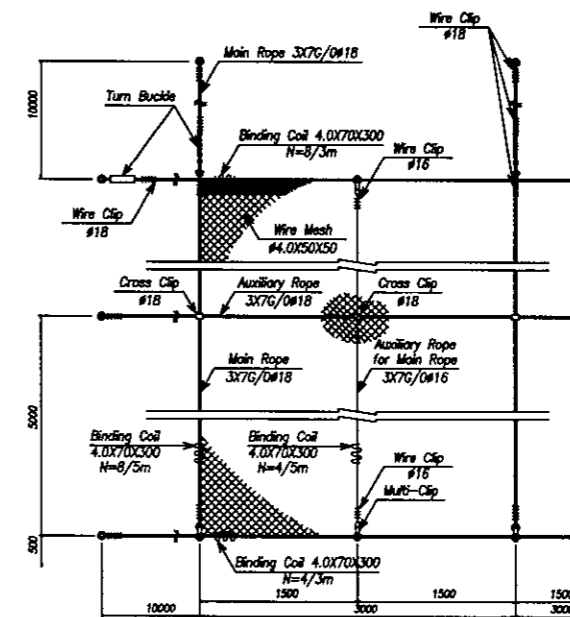 Wire Clip
ø18
Main Rope 3X7G/0ø18
10000
Turn Buckle
Binding Coil 4.0X70X300
N=8/3m
Wire Clip
ø16
Wire Clip
ø18
Wire Mesh
ø4.0X50X50
Cross Clip
ø18
Auxiliary Rope
3X7G/0ø18
Cross Clip
ø18
Main Rope
3X7G/0ø18
Auxiliary Rope
for Main Rope
3X7G/0ø16
5000
Binding Coil
4.0X70X300
N=8/5m
Binding Coil
4.0X70X300
N=4/5m
Wire Clip
ø16
Multi-Clip
500
Binding Coil 4.0X70X300
N=4/3m
1500
1500
1500
10000
3000
3000